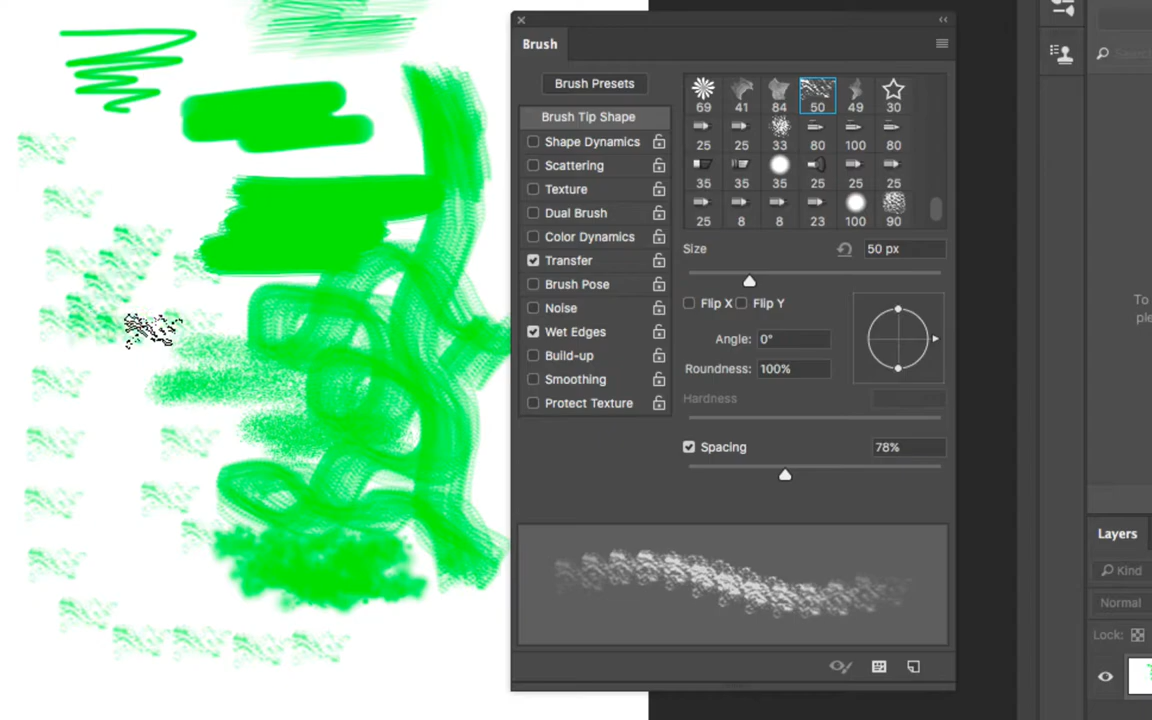 Brush
Brush Presets
Brush Tip Shape
Shape Dynamics
Scattering
Texture
Dual Brush
Color Dynamics
Transfer
Brush Pose
Noise
Wet Edges
Build-up
Smoothing
Protect Texture
69 41 84 50 49 30
25 25 33 80 100 80
35 35 35 25 25 25
25 8 8 23 100 90
Size 50 px
Flip X Flip Y
Angle: 0°
Roundness: 100%
Hardness
Spacing 78%
Search
To
ple
Layers
Kind
Normal
Lock: